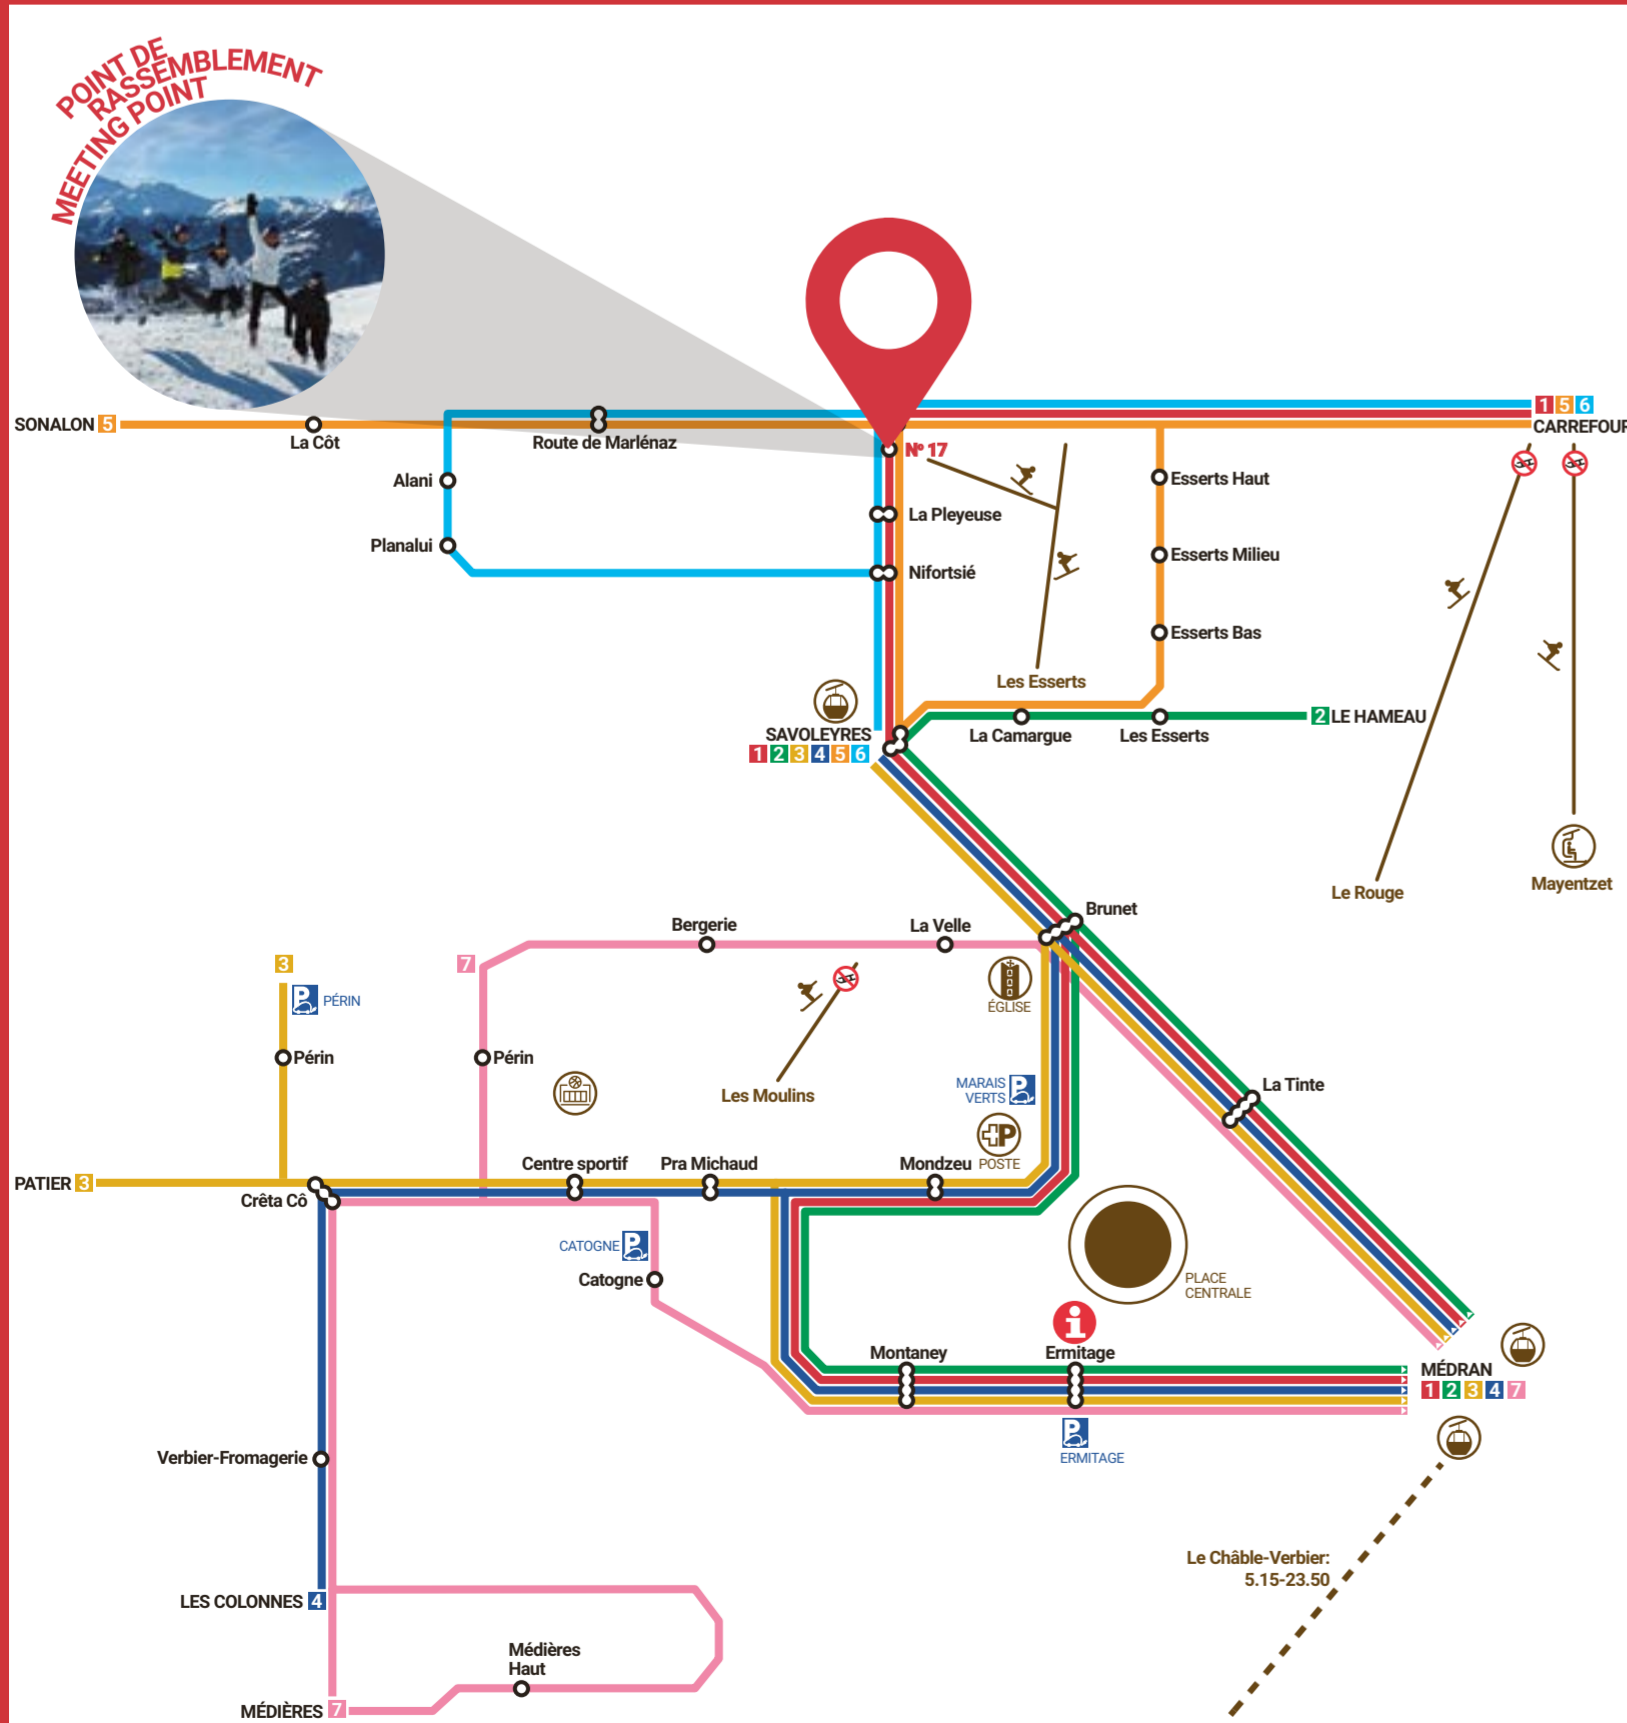 POINT DE
RASSEMBLEMENT
MEETING POINT
SONALON 5
La Côt
Route de Marlénaz
1 5 6
CARREFOUR
N° 17
Alani
Planalui
La Pleyeuse
Nifortsié
Esserts Haut
Esserts Milieu
Esserts Bas
Les Esserts
SAVOLEYRES
1 2 3 4 5 6
La Camargue
Les Esserts
2 LE HAMEAU
Le Rouge
Mayentzet
Brunet
Bergerie
La Velle
3
P PÉRIN
7
ÉGLISE
Périn
Périn
Les Moulins
MARAIS
VERTS P
La Tinte
P
POSTE
PATIER 3
Centre sportif
Pra Michaud
Mondzeu
Crêta Cô
CATOGNE P
Catogne
PLACE
CENTRALE
i
Montaney
Ermitage
MÉDRAN
1 2 3 4 7
P
ERMITAGE
Verbier-Fromagerie
Le Châble-Verbier:
5.15-23.50
LES COLONNES 4
Médières
Haut
MÉDIÈRES 7